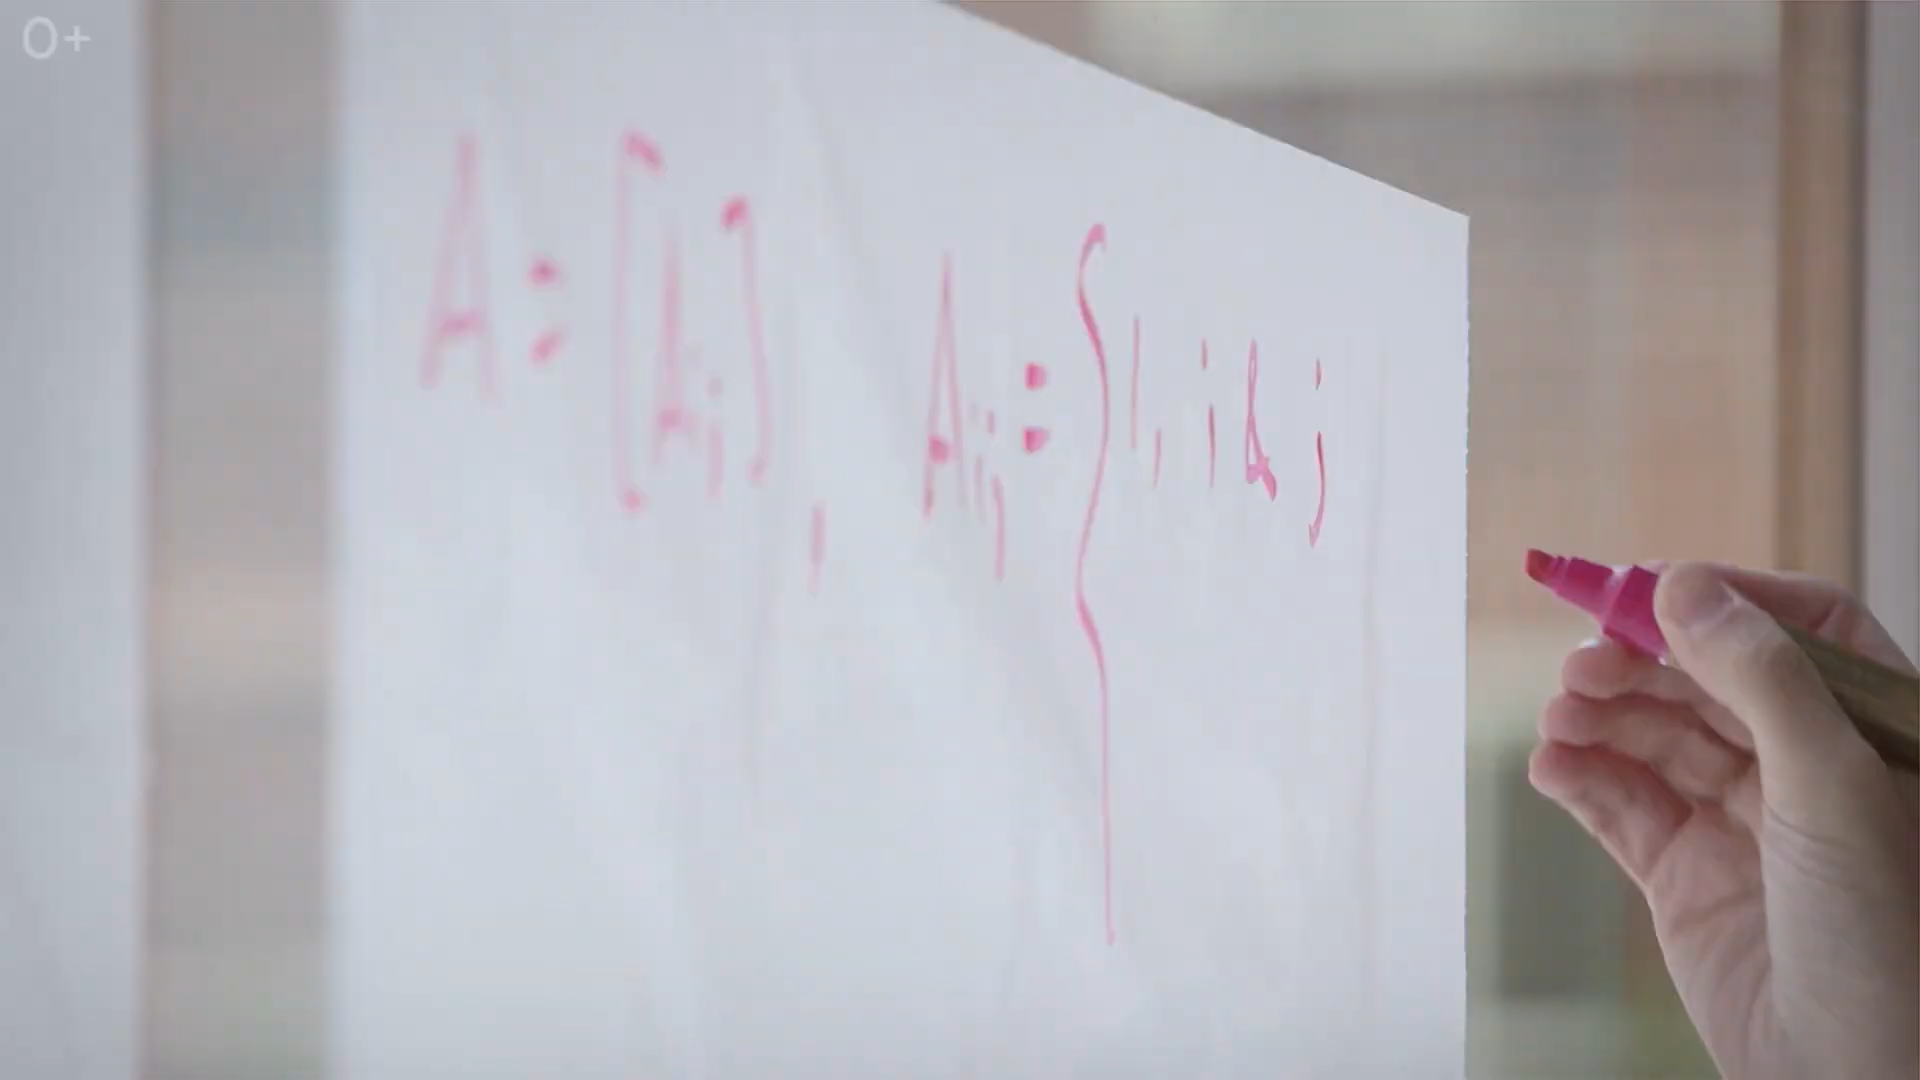 0+
A = [Aij], Aij = { 1, i & j